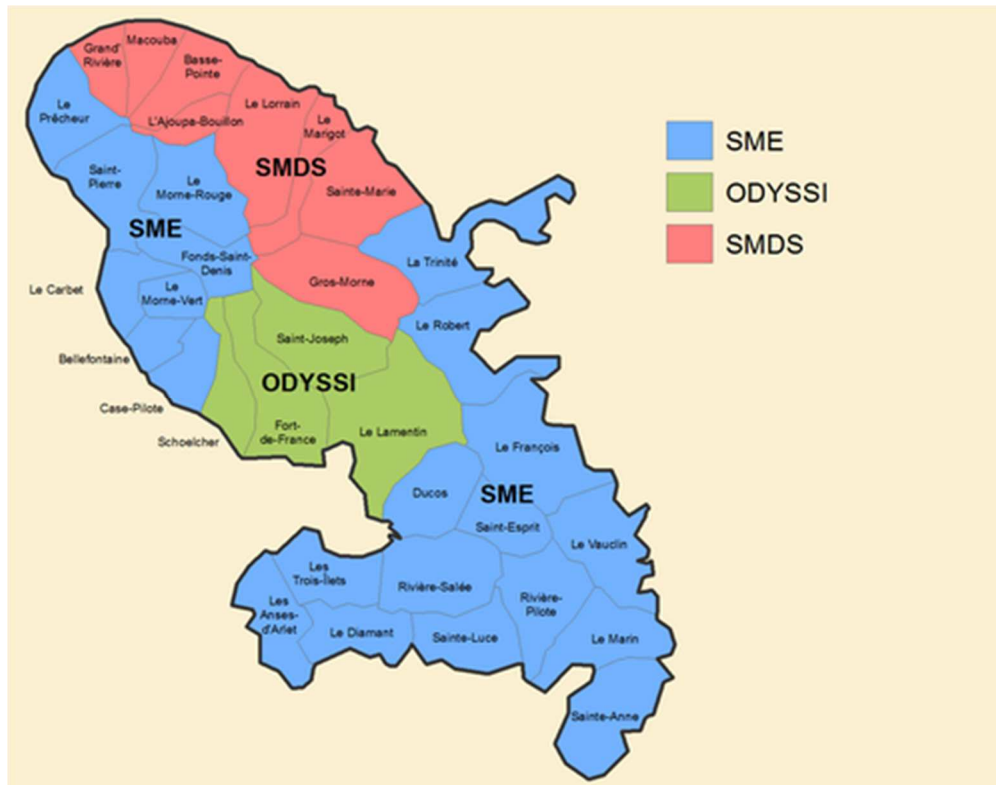 Grand'
Rivière
Macouba
Basse-
Pointe
Le
Prêcheur
L'Ajoupa-Bouillon
Le Lorrain
Le
Marigot
SMDS
Sainte-Marie
Saint-
Pierre
Le
Morne-Rouge
SME
Fonds-Saint-
Denis
Le Carbet
Le
Morne-Vert
Gros-Morne
La Trinité
Le Robert
Bellefontaine
Saint-Joseph
ODYSSI
Case-Pilote
Schoelcher
Fort-
de-France
Le Lamentin
Le François
Ducos
SME
Saint-Esprit
Le Vauclin
Les
Trois-Îlets
Rivière-Salée
Les
Anses-
d'Arlet
Rivière-
Pilote
Le Diamant
Sainte-Luce
Le Marin
Sainte-Anne
SME
ODYSSI
SMDS